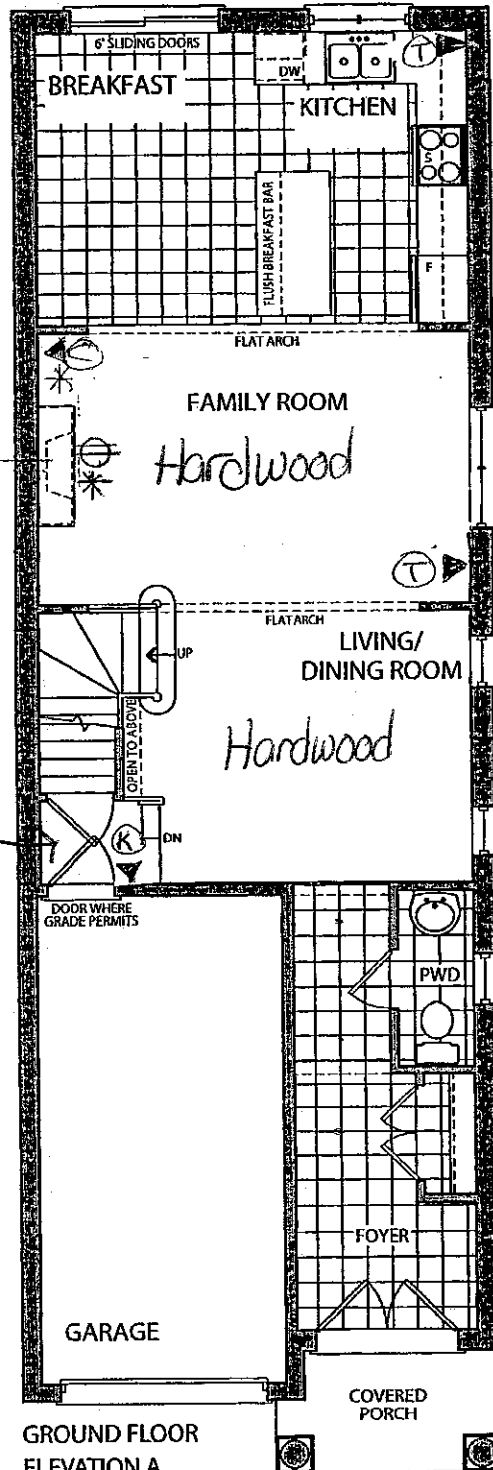 6' SLIDING DOORS
BREAKFAST
DW
KITCHEN
T
S
FLUSH BREAKFAST BAR
F
FLAT ARCH
FAMILY ROOM
Hardwood
T
FLAT ARCH
UP
LIVING/
DINING ROOM
OPEN TO ABOVE
Hardwood
K
DN
DOOR WHERE
GRADE PERMITS
PWD
FOYER
GARAGE
COVERED
PORCH
GROUND FLOOR
ELEVATION A